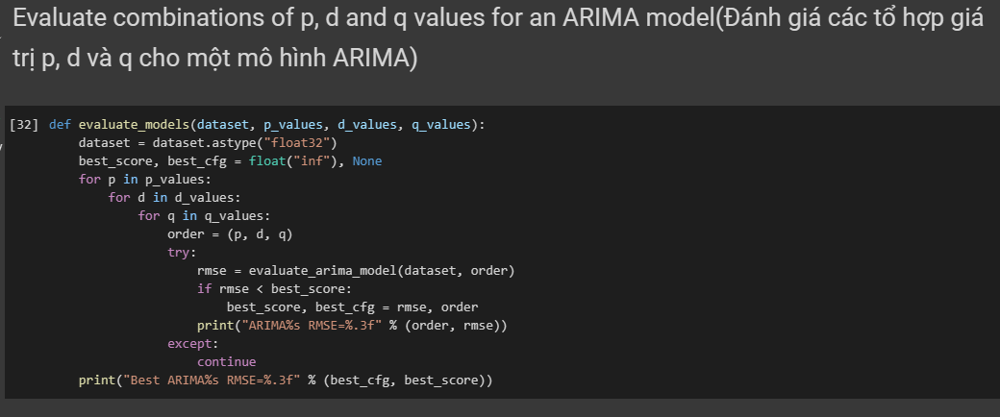 Evaluate combinations of p, d and q values for an ARIMA model(Đánh giá các tổ hợp giá
trị p, d và q cho một mô hình ARIMA)
[32] def evaluate_models(dataset, p_values, d_values, q_values):
    dataset = dataset.astype("float32")
    best_score, best_cfg = float("inf"), None
    for p in p_values:
        for d in d_values:
            for q in q_values:
                order = (p, d, q)
                try:
                    rmse = evaluate_arima_model(dataset, order)
                    if rmse < best_score:
                        best_score, best_cfg = rmse, order
                    print("ARIMA%s RMSE=%.3f" % (order, rmse))
                except:
                    continue
    print("Best ARIMA%s RMSE=%.3f" % (best_cfg, best_score))